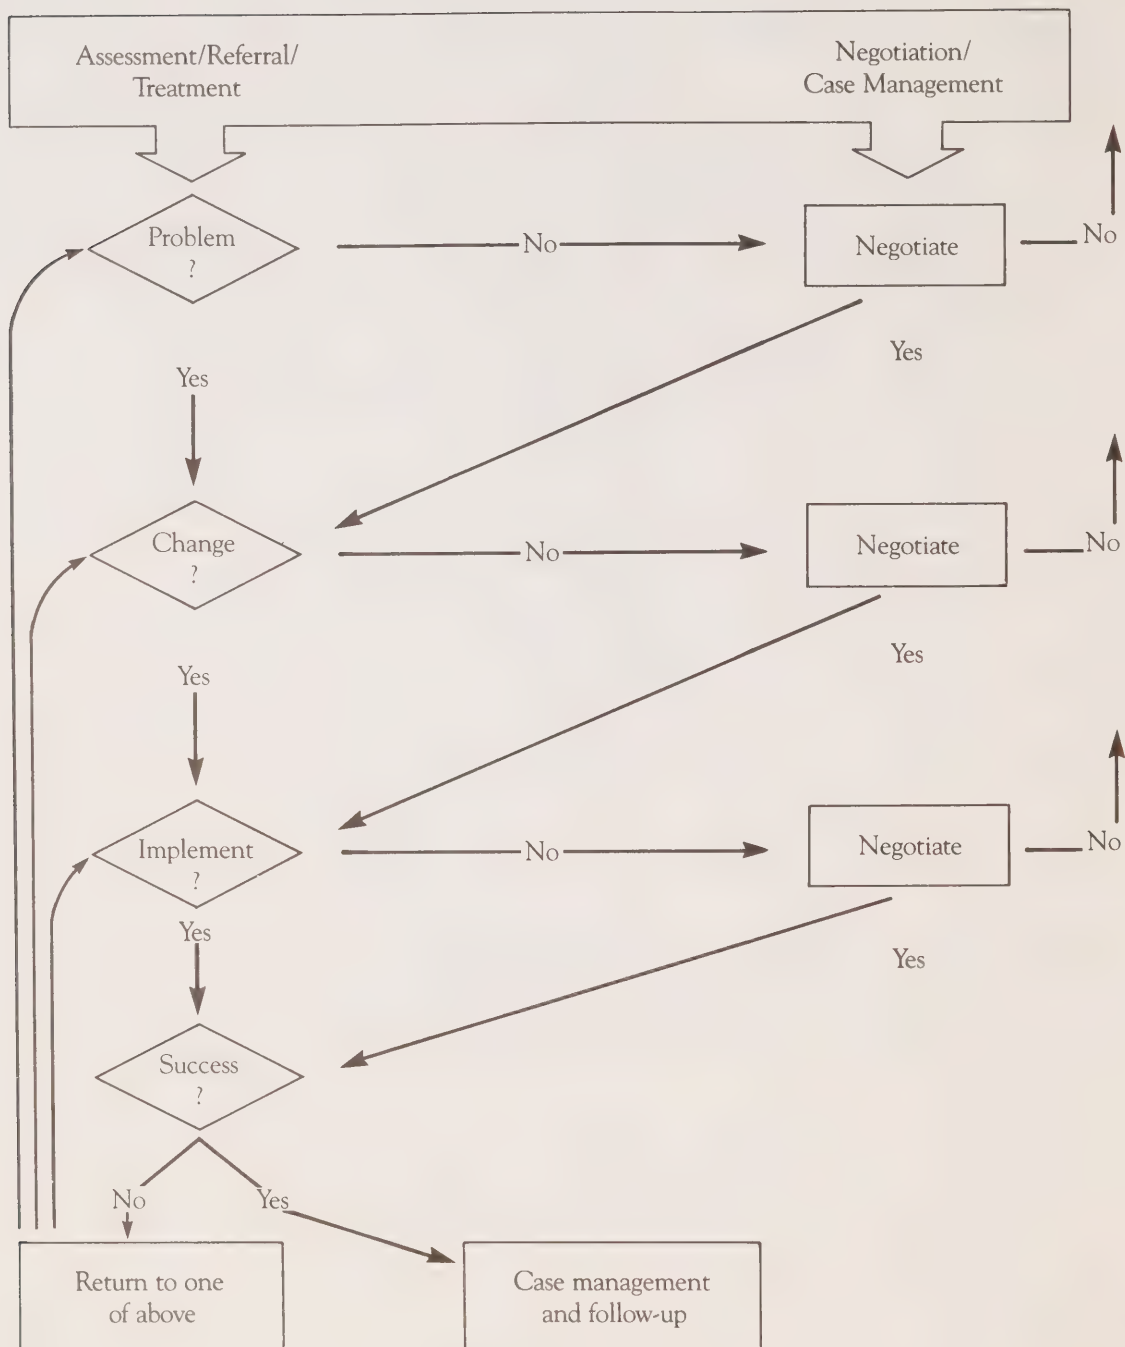 Assessment/Referral/
Treatment
Negotiation/
Case Management
Problem
?
No
Negotiate
No
Yes
Yes
Change
?
No
Negotiate
No
Yes
Yes
Implement
?
No
Negotiate
No
Yes
Yes
Success
?
No
Yes
Return to one
of above
Case management
and follow-up